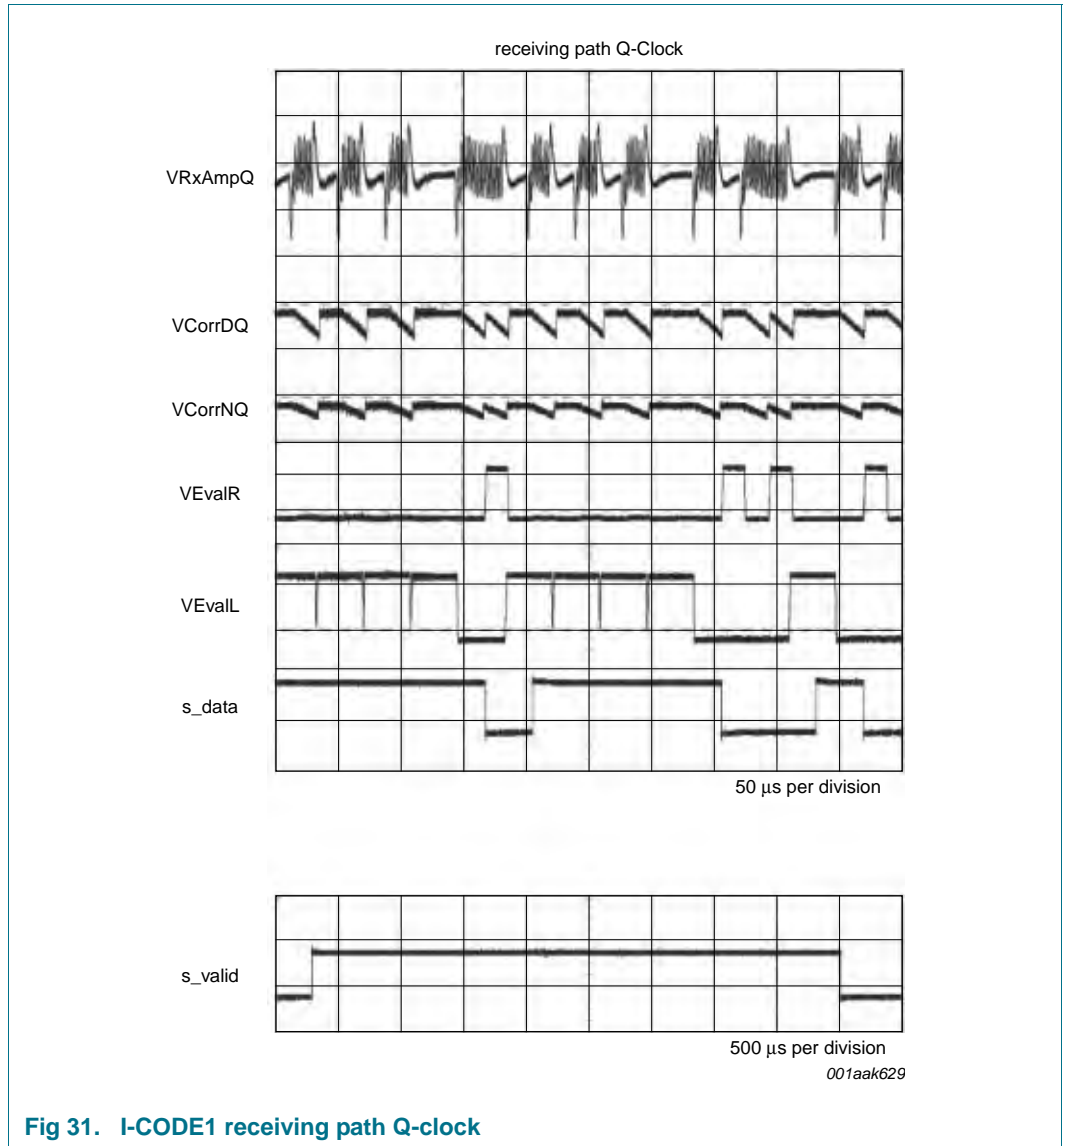 receiving path Q-Clock
VRxAmpQ
VCorrDQ
VCorrNQ
VEvalR
VEvalL
s_data
50 μs per division
s_valid
500 μs per division
001aak629
Fig 31. I-CODE1 receiving path Q-clock